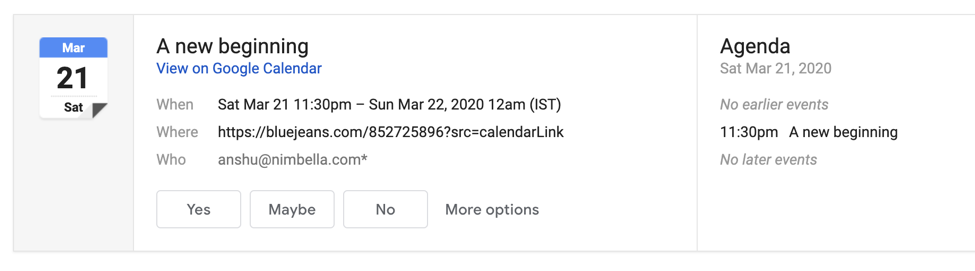 Mar
21
Sat
A new beginning
View on Google Calendar
When Sat Mar 21 11:30pm – Sun Mar 22, 2020 12am (IST)
Where https://bluejeans.com/852725896?src=calendarLink
Who anshu@nimbella.com*
Yes Maybe No More options
Agenda
Sat Mar 21, 2020
No earlier events
11:30pm A new beginning
No later events